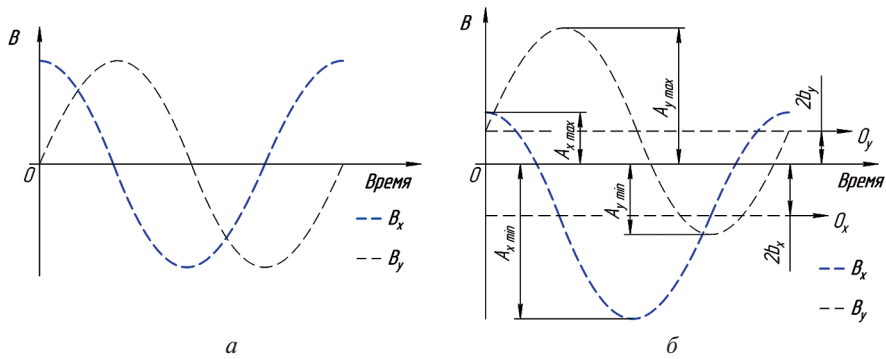 B
O
Время
Bx
By
а
B
Ax max
Ay max
2by
Oy
O
Время
Ay min
Ax min
Ox
2bx
Bx
By
б